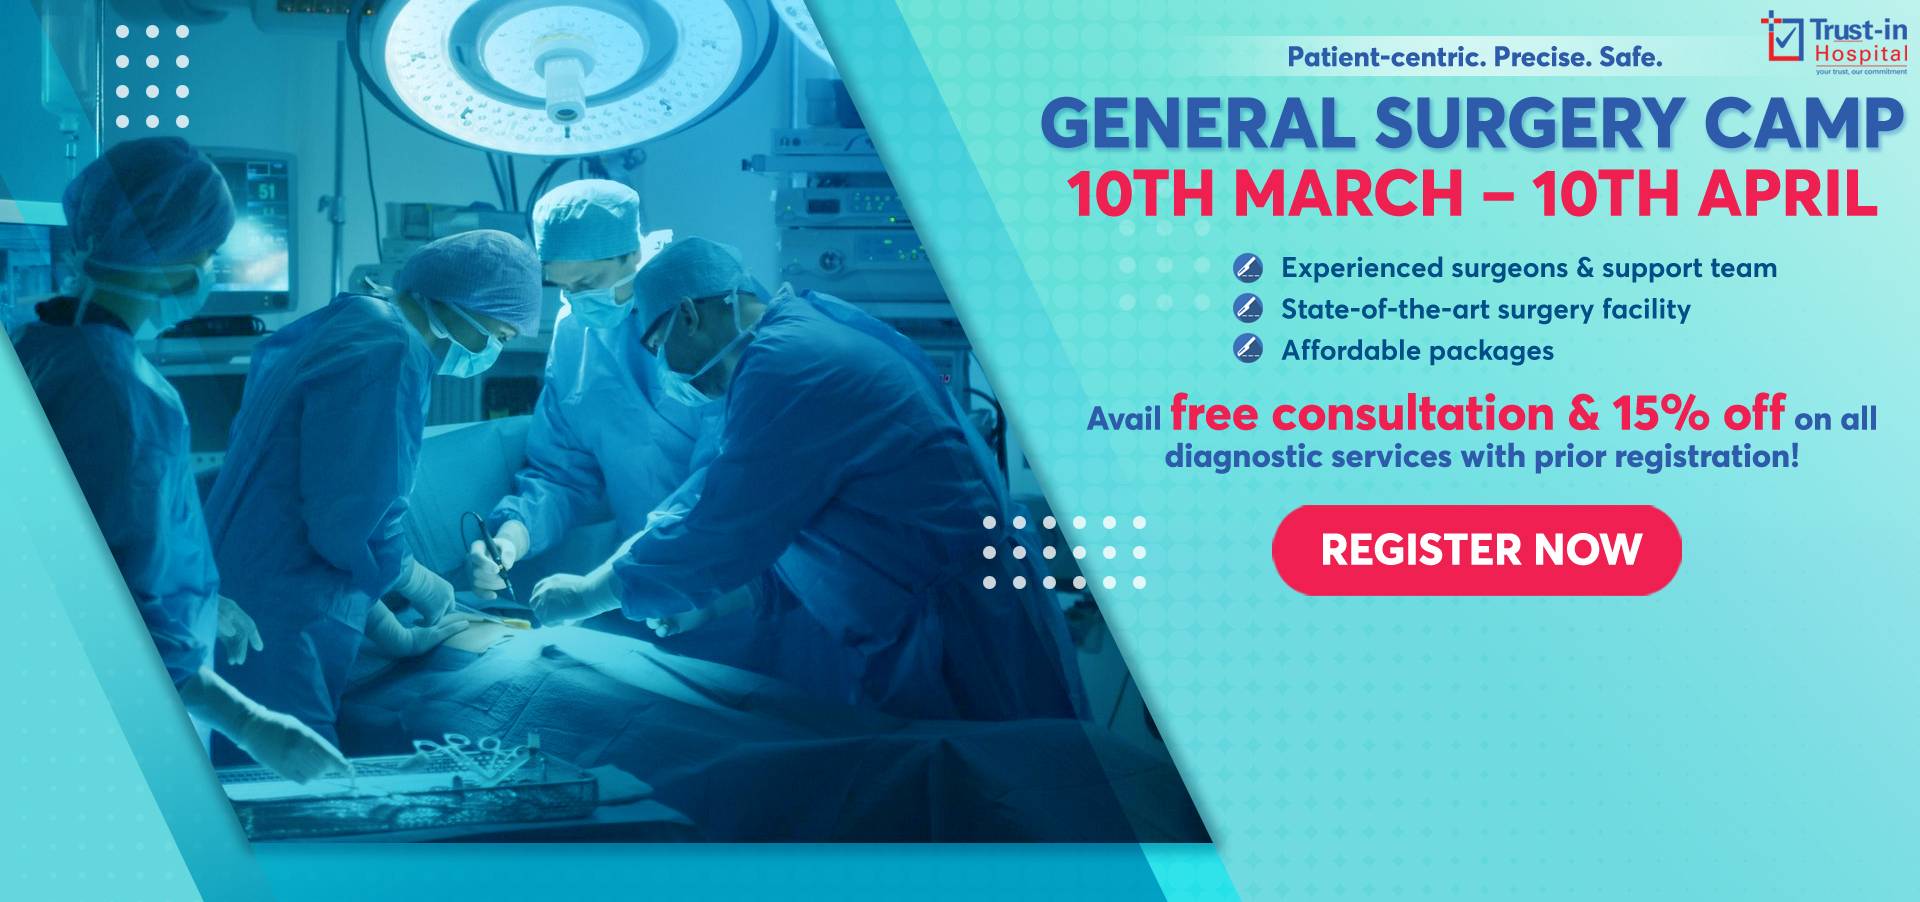 Trust-in
Hospital
your trust, our commitment
Patient-centric. Precise. Safe.
GENERAL SURGERY CAMP
10TH MARCH – 10TH APRIL
Experienced surgeons & support team
State-of-the-art surgery facility
Affordable packages
Avail free consultation & 15% off on all
diagnostic services with prior registration!
REGISTER NOW
51